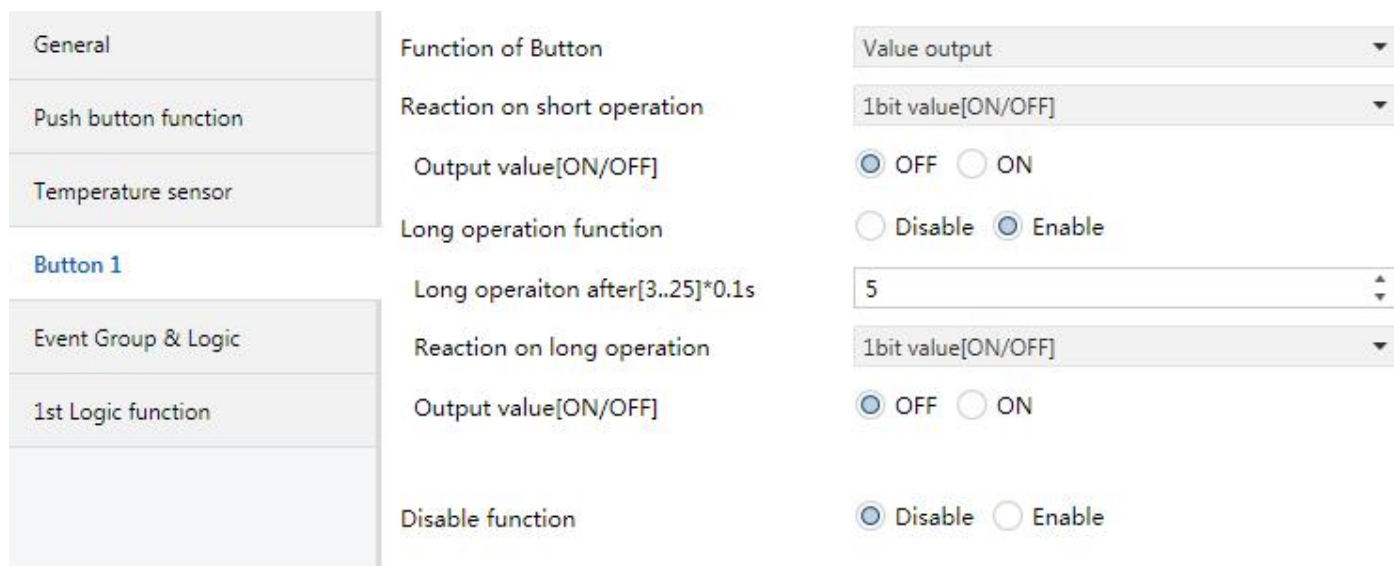 General
Push button function
Temperature sensor
Button 1
Event Group & Logic
1st Logic function
Function of Button Value output
Reaction on short operation 1bit value[ON/OFF]
Output value[ON/OFF] OFF ON
Long operation function Disable Enable
Long operaiton after[3..25]*0.1s 5
Reaction on long operation 1bit value[ON/OFF]
Output value[ON/OFF] OFF ON
Disable function Disable Enable